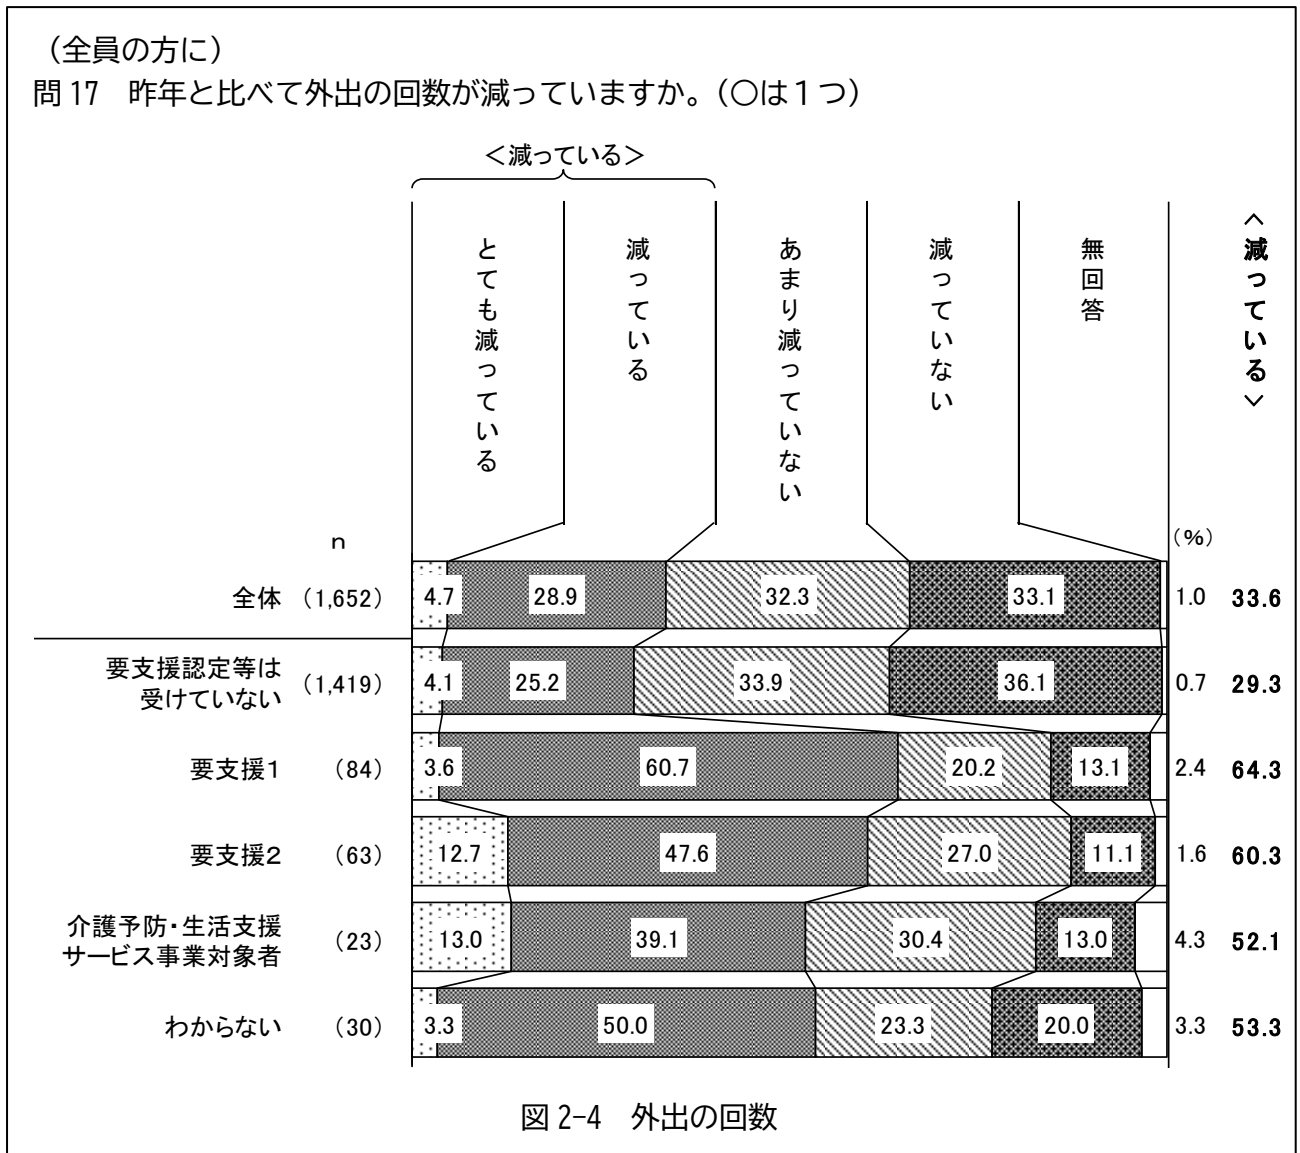 （全員の方に）
問17　昨年と比べて外出の回数が減っていますか。（○は１つ）
＜減っている＞
とても減っている
減っている
あまり減っていない
減っていない
無回答
＜減っている＞
ｎ
(%)
全体 (1,652) 4.7 28.9 32.3 33.1 1.0 33.6
要支援認定等は
受けていない (1,419) 4.1 25.2 33.9 36.1 0.7 29.3
要支援1 (84) 3.6 60.7 20.2 13.1 2.4 64.3
要支援2 (63) 12.7 47.6 27.0 11.1 1.6 60.3
介護予防・生活支援
サービス事業対象者 (23) 13.0 39.1 30.4 13.0 4.3 52.1
わからない (30) 3.3 50.0 23.3 20.0 3.3 53.3
図 2-4　外出の回数